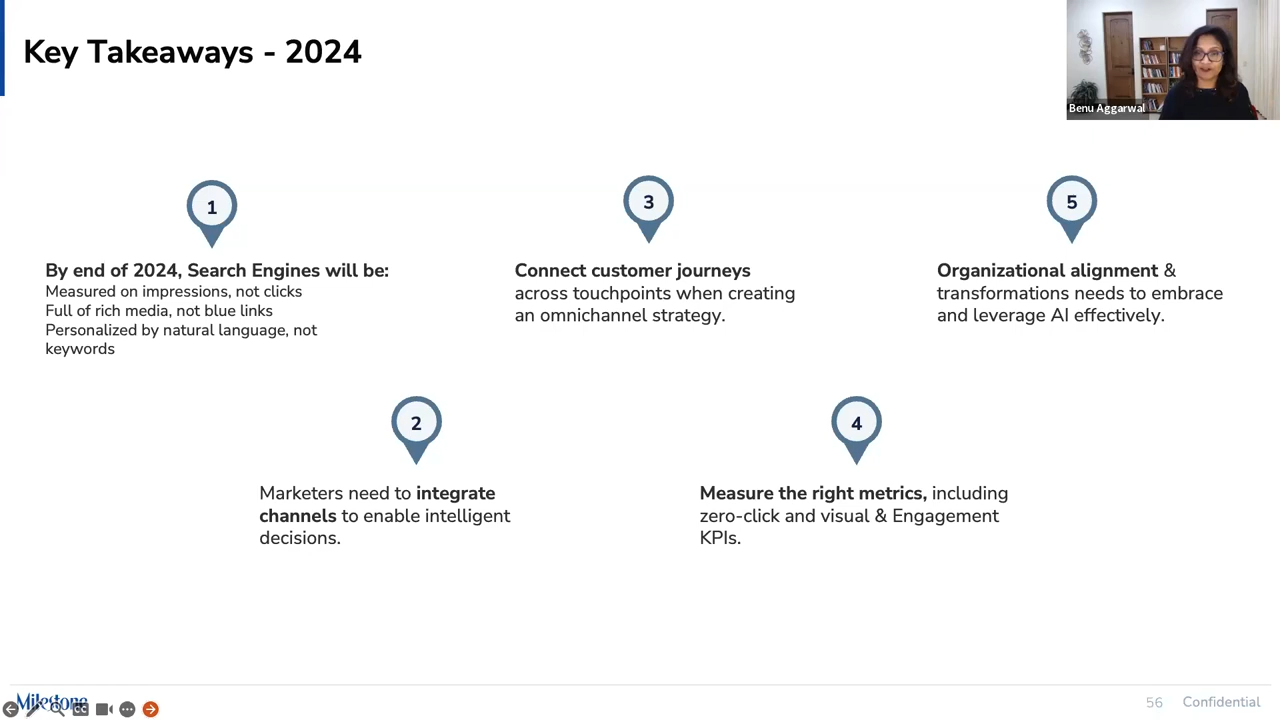 Key Takeaways - 2024
Benu Aggarwal
1
By end of 2024, Search Engines will be:
Measured on impressions, not clicks
Full of rich media, not blue links
Personalized by natural language, not
keywords
2
Marketers need to integrate
channels to enable intelligent
decisions.
3
Connect customer journeys
across touchpoints when creating
an omnichannel strategy.
4
Measure the right metrics, including
zero-click and visual & Engagement
KPIs.
5
Organizational alignment &
transformations needs to embrace
and leverage AI effectively.
Milestone
CC
56
Confidential